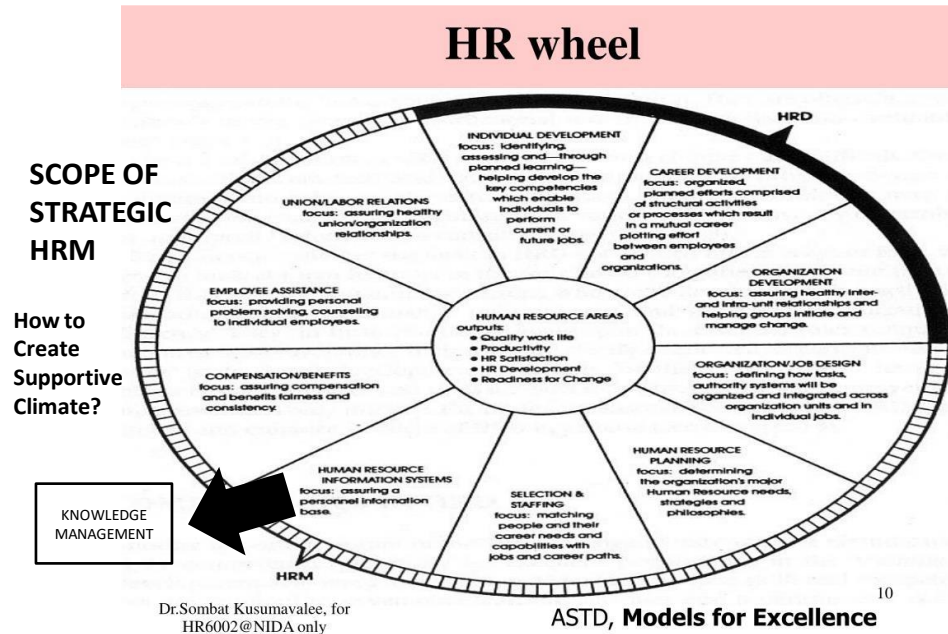 HR wheel
SCOPE OF
STRATEGIC
HRM
How to
Create
Supportive
Climate?
KNOWLEDGE
MANAGEMENT
HRD
INDIVIDUAL DEVELOPMENT
focus: identifying,
assessing and—through
planned learning—
helping develop the
key competencies
which enable
individuals to
perform
current or
future jobs.
CAREER DEVELOPMENT
focus: organized,
planned efforts comprised
of structural activities
or processes which result
in a mutual career
plotting effort
between employees
and
organizations.
ORGANIZATION
DEVELOPMENT
focus: assuring healthy inter-
and intra-unit relationships and
helping groups initiate and
manage change.
ORGANIZATION/JOB DESIGN
focus: defining how tasks,
authority systems will be
organized and integrated across
organization units and in
individual jobs.
HUMAN RESOURCE
PLANNING
focus: determining
the organization's major
Human Resource needs,
strategies and
philosophies.
SELECTION &
STAFFING
focus: matching
people and their
career needs and
capabilities with
jobs and career paths.
HUMAN RESOURCE
INFORMATION SYSTEMS
focus: assuring a
personnel information
base.
COMPENSATION/BENEFITS
focus: assuring compensation
and benefits fairness and
consistency.
EMPLOYEE ASSISTANCE
focus: providing personal
problem solving, counseling
to individual employees.
UNION/LABOR RELATIONS
focus: assuring healthy
union/organization
relationships.
HUMAN RESOURCE AREAS
outputs:
● Quality work life
● Productivity
● HR Satisfaction
● HR Development
● Readiness for Change
HRM
Dr.Sombat Kusumavalee, for
HR6002@NIDA only
ASTD, Models for Excellence
10